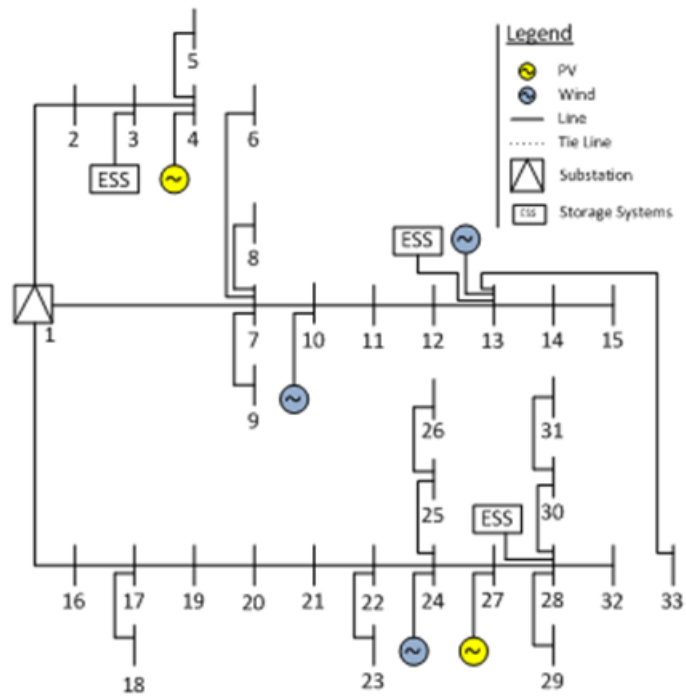 Legend
PV
Wind
Line
Tie Line
Substation
ESS Storage Systems
5
2 3 4 6
ESS
8
ESS
1 7 10 11 12 13 14 15
9
26 31
25 ESS 30
16 17 19 20 21 22 24 27 28 32 33
18 23 29